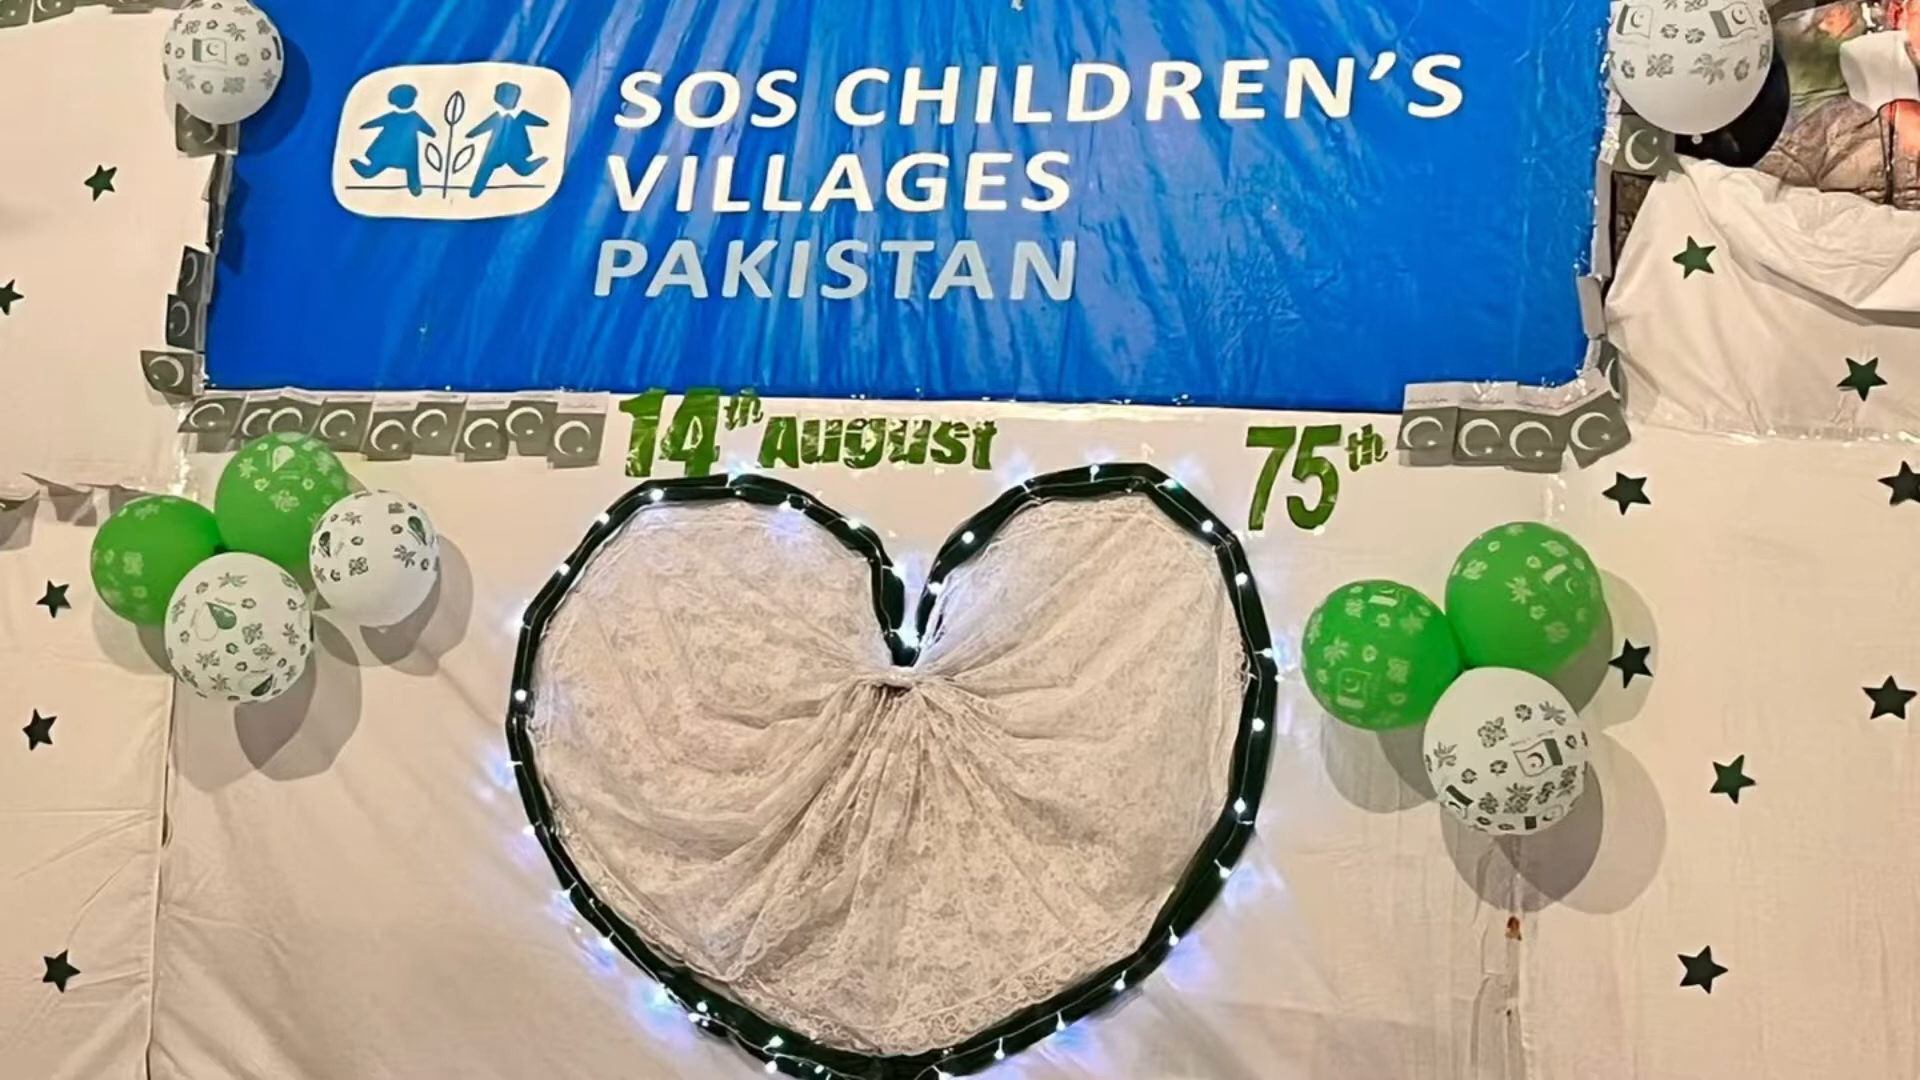 SOS CHILDREN'S
VILLAGES
PAKISTAN
14th August
75th